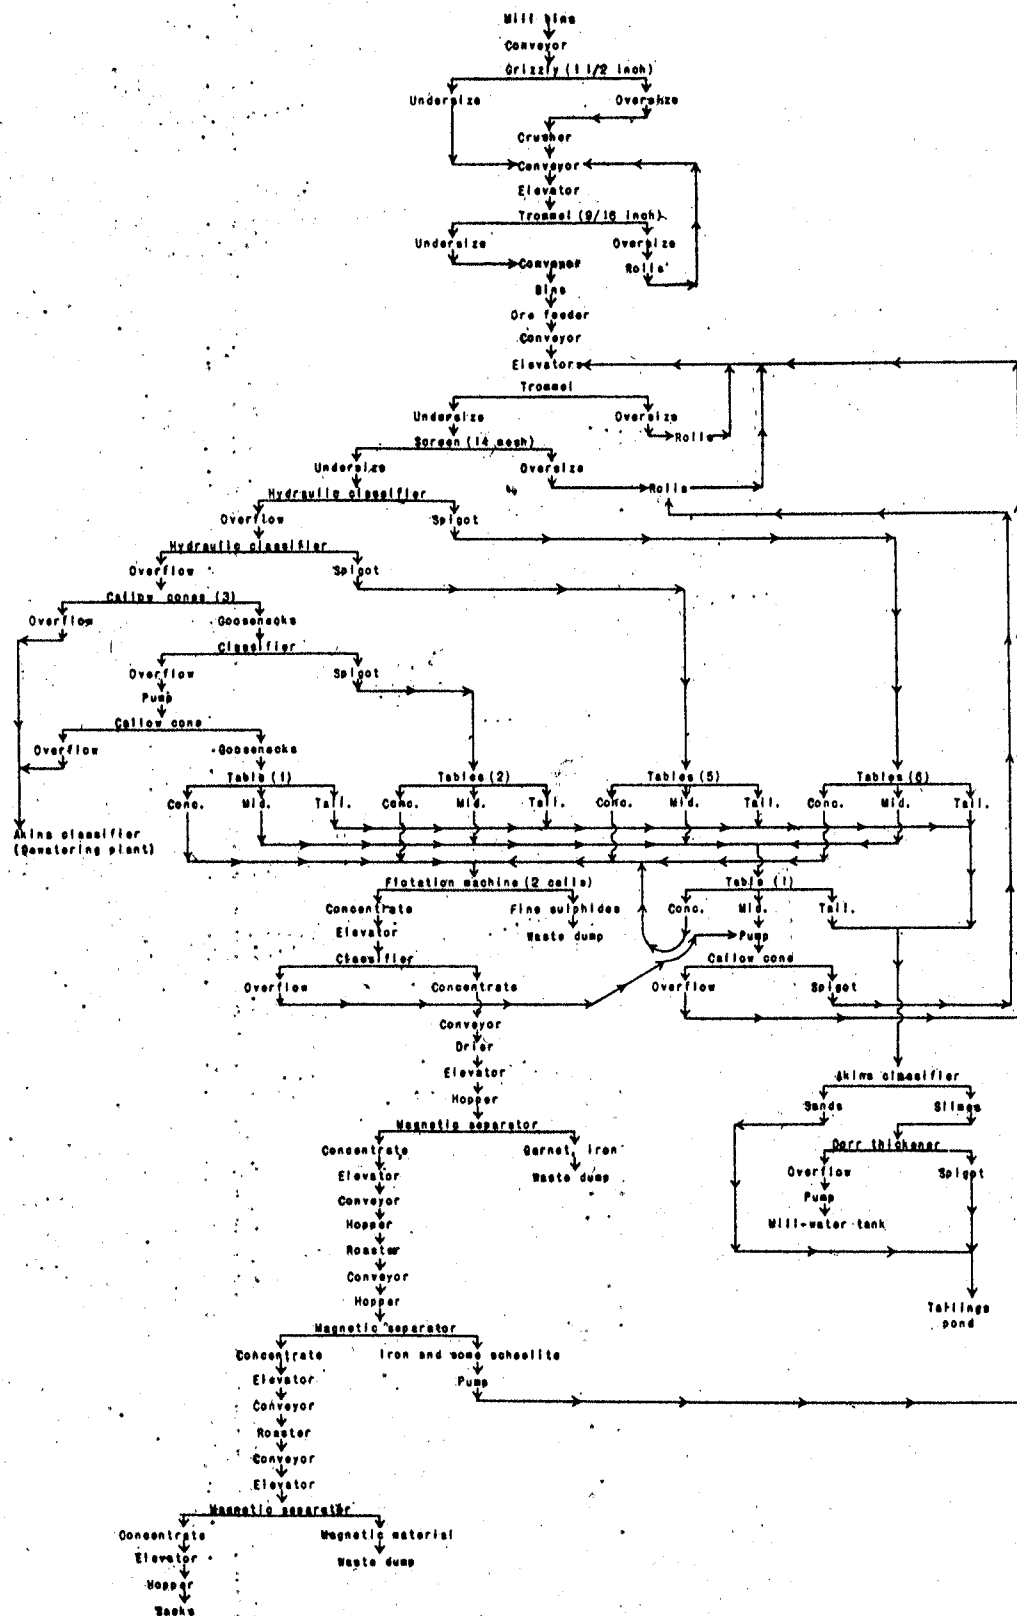 Mill bins
Conveyor
Grizzly (1 1/2 inch)
Undersize Oversize
Crusher
Conveyor
Elevator
Trommel (9/16 inch)
Undersize Oversize
Conveyor Rolls
Bins
Ore feeder
Conveyor
Elevators
Trommel
Undersize Oversize
Rolls
Screen (14 mesh)
Undersize Oversize
Rolls
Hydraulic classifier
Overflow Spigot
Hydraulic classifier
Overflow Spigot
Callow cones (3)
Overflow Goosenecks
Classifier
Overflow Spigot
Pump
Callow cone
Overflow Goosenecks
Table (1) Tables (2) Tables (5) Tables (6)
Conc. Mid. Tail. Conc. Mid. Tail. Conc. Mid. Tail. Conc. Mid. Tail.
Akins classifier
(Dewatering plant)
Flotation machine (2 cells) Table (1)
Concentrate Fine sulphides Conc. Mid. Tail.
Elevator Waste dump Pump
Classifier Callow cone
Overflow Concentrate Overflow Spigot
Conveyor
Drier
Elevator
Akins classifier
Hopper Sands Slimes
Magnetic separator
Concentrate Garnet, iron Dorr thickener
Elevator Waste dump Overflow Spigot
Conveyor Pump
Hopper Mill-water tank
Roaster
Conveyor
Hopper Tailings
pond
Magnetic separator
Concentrate Iron and some scheelite
Elevator Pump
Conveyor
Roaster
Conveyor
Elevator
Magnetic separator
Concentrate Magnetic material
Elevator Waste dump
Hopper
Sacks